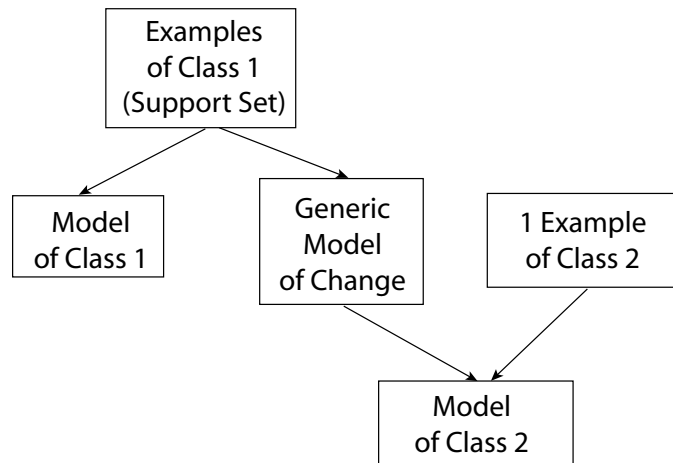 Examples
of Class 1
(Support Set)
Model
of Class 1
Generic
Model
of Change
1 Example
of Class 2
Model
of Class 2